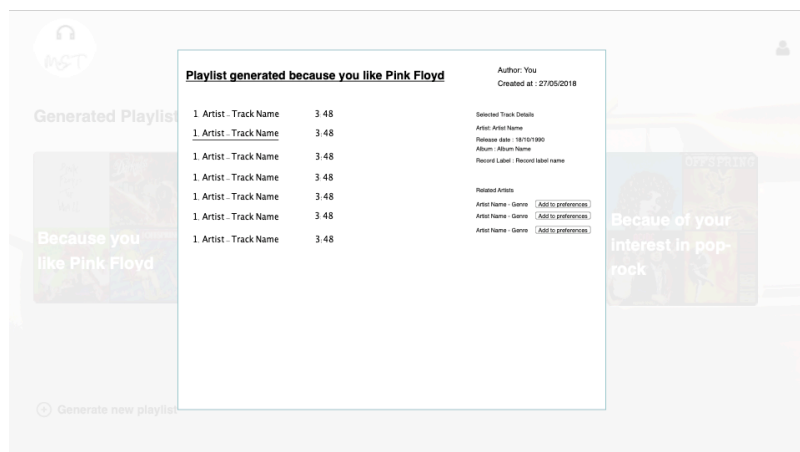 MST
Generated Playlist
Because you
like Pink Floyd
Generate new playlist
Playlist generated because you like Pink Floyd
1. Artist - Track Name 3:48
1. Artist - Track Name 3:48
1. Artist - Track Name 3:48
1. Artist - Track Name 3:48
1. Artist - Track Name 3:48
1. Artist - Track Name 3:48
1. Artist - Track Name 3:48
Author: You
Created at : 27/05/2018
Selected Track Details
Artist: Artist Name
Release date : 18/10/1990
Album : Album Name
Record Label : Record label name
Related Artists
Artist Name - Genre Add to preferences
Artist Name - Genre Add to preferences
Artist Name - Genre Add to preferences
OFFSPRING
Becaue of your
interest in pop-
rock